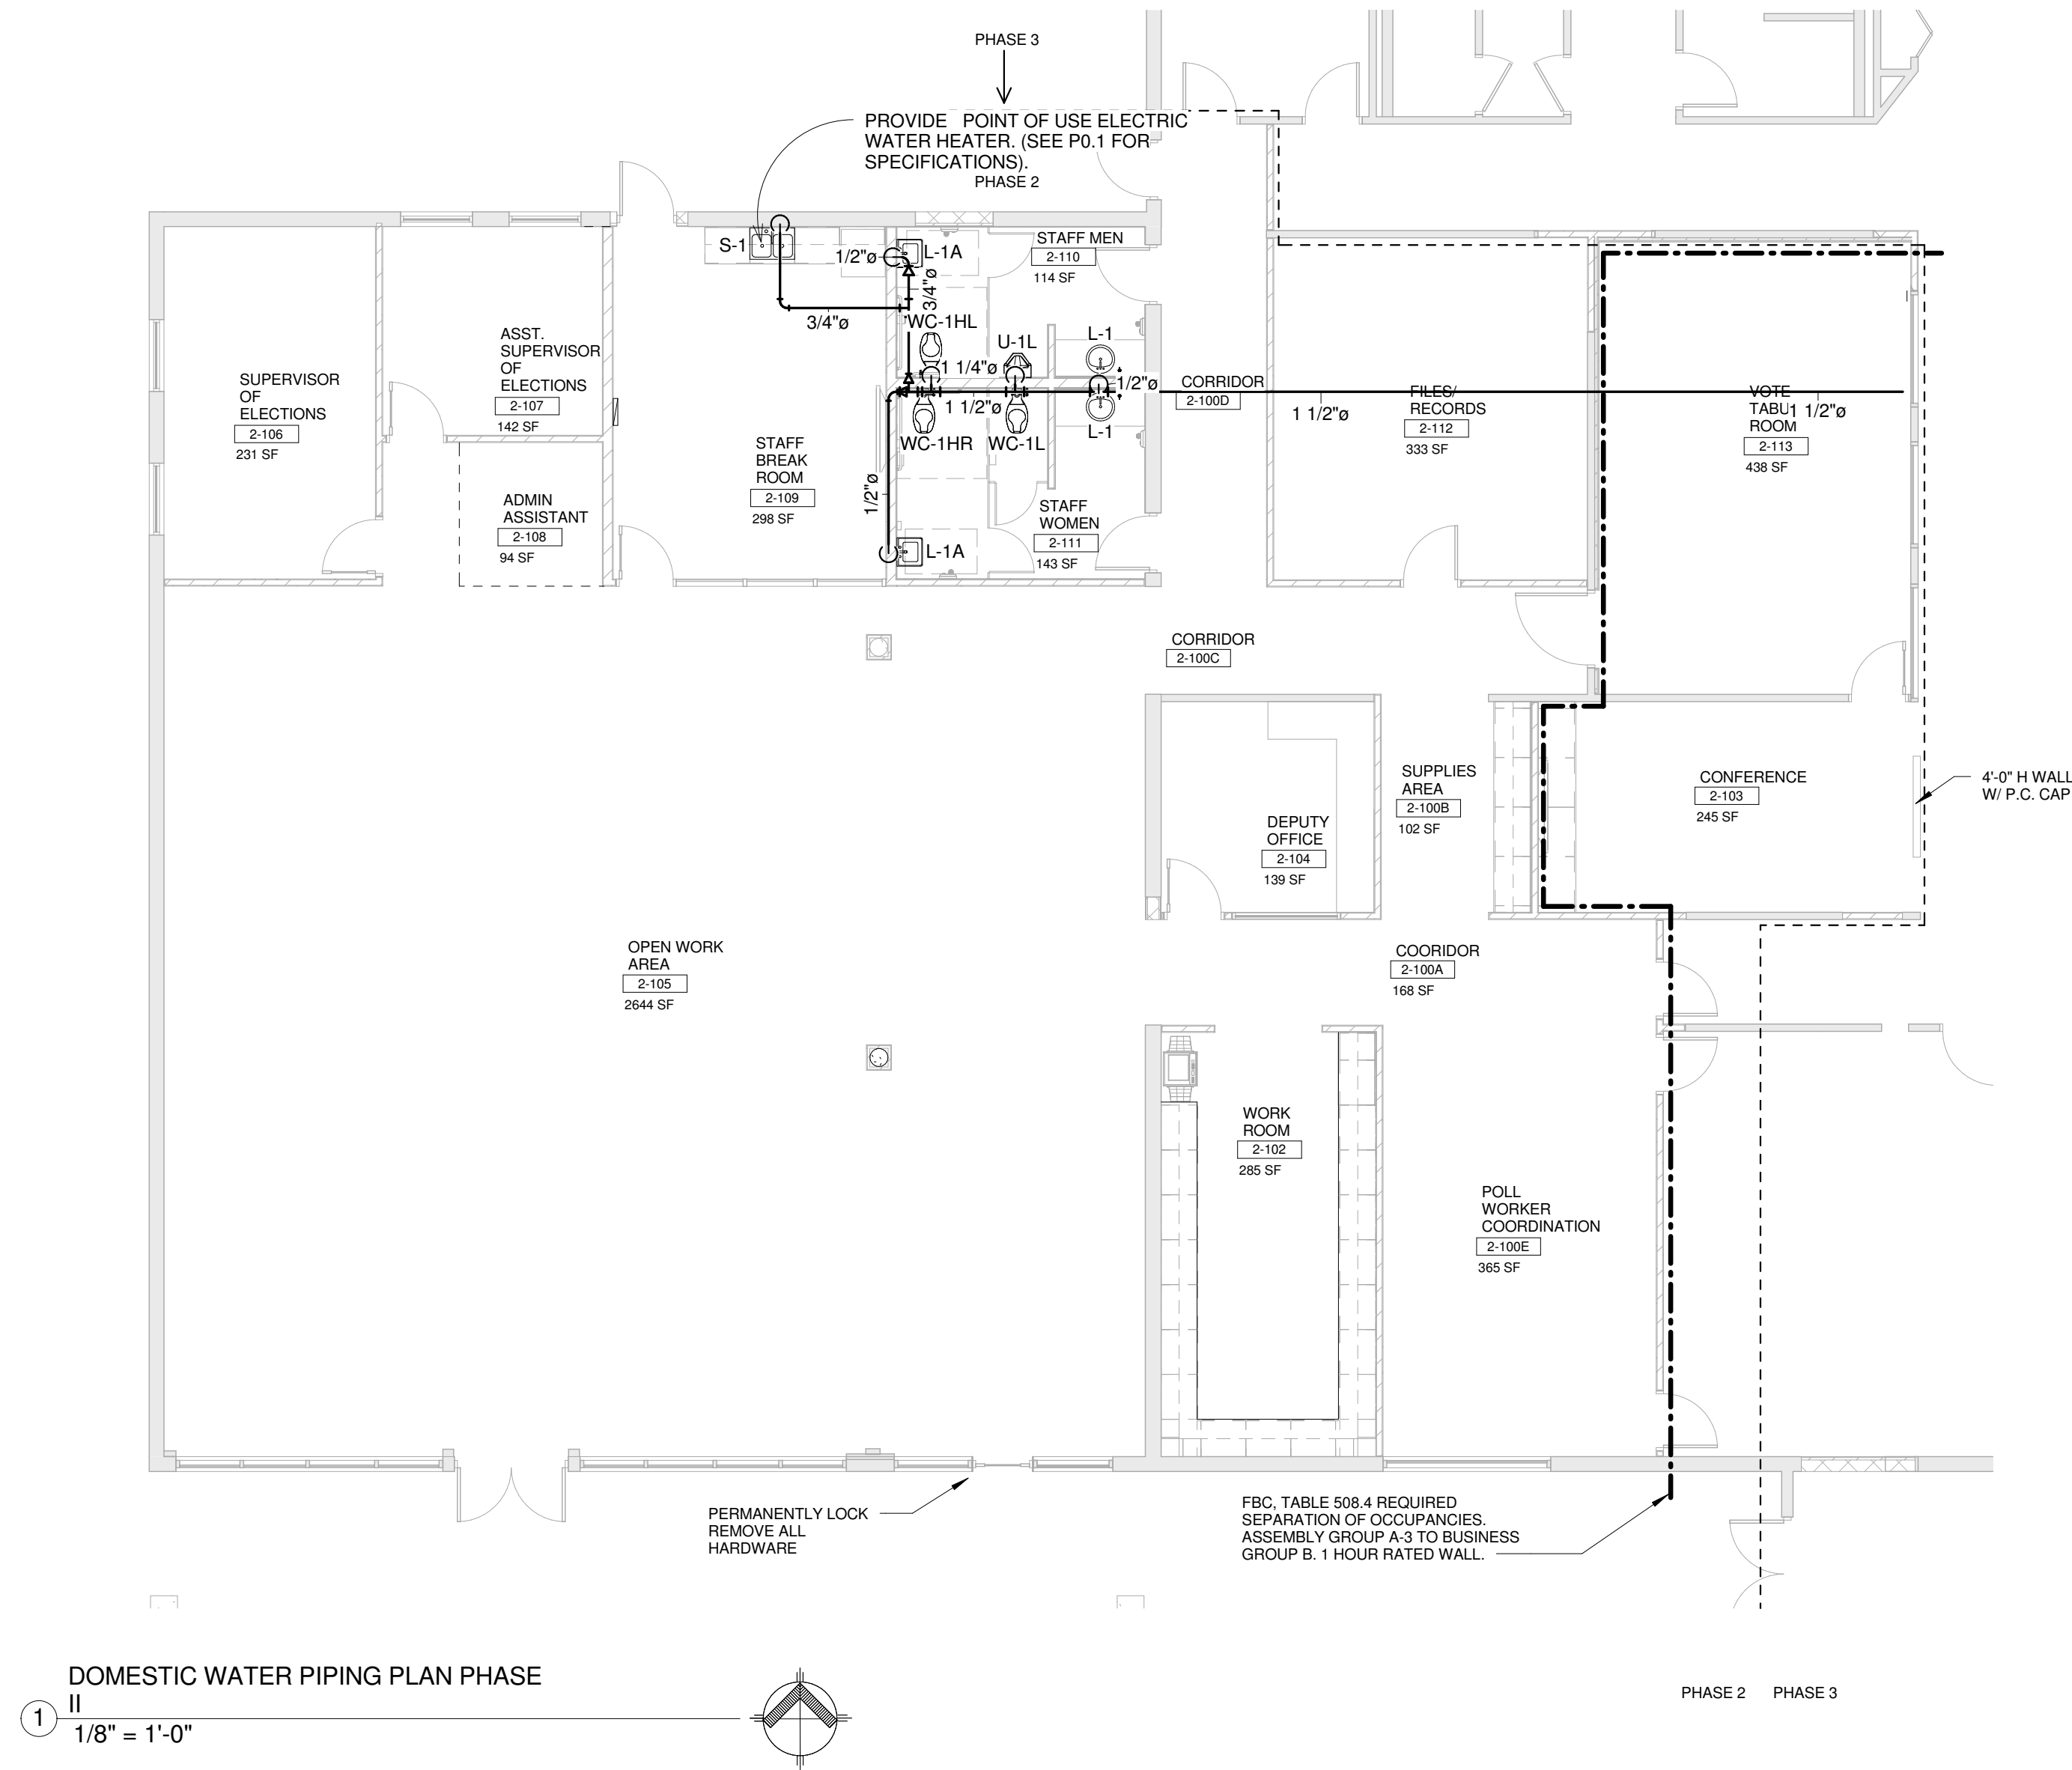 PHASE 3
PROVIDE   POINT OF USE ELECTRIC
WATER HEATER. (SEE P0.1 FOR
SPECIFICATIONS).
PHASE 2
S-1
1/2"ø
L-1A
3/4"ø
3/4"ø
STAFF MEN
2-110
114 SF
WC-1HL
U-1L
L-1
1 1/4"ø
1/2"ø
1 1/2"ø
WC-1HR
WC-1L
L-1
1/2"ø
L-1A
STAFF
WOMEN
2-111
143 SF
SUPERVISOR
OF
ELECTIONS
2-106
231 SF
ASST.
SUPERVISOR
OF
ELECTIONS
2-107
142 SF
ADMIN
ASSISTANT
2-108
94 SF
STAFF
BREAK
ROOM
2-109
298 SF
CORRIDOR
2-100D
1 1/2"ø
FILES/
RECORDS
2-112
333 SF
VOTE
TABU
ROOM
2-113
438 SF
1 1/2"ø
CORRIDOR
2-100C
SUPPLIES
AREA
2-100B
102 SF
DEPUTY
OFFICE
2-104
139 SF
CONFERENCE
2-103
245 SF
4'-0" H WALL
W/ P.C. CAP
OPEN WORK
AREA
2-105
2644 SF
COORIDOR
2-100A
168 SF
WORK
ROOM
2-102
285 SF
POLL
WORKER
COORDINATION
2-100E
365 SF
PERMANENTLY LOCK
REMOVE ALL
HARDWARE
FBC, TABLE 508.4 REQUIRED
SEPARATION OF OCCUPANCIES.
ASSEMBLY GROUP A-3 TO BUSINESS
GROUP B. 1 HOUR RATED WALL.
1
DOMESTIC WATER PIPING PLAN PHASE
II
1/8" = 1'-0"
PHASE 2
PHASE 3